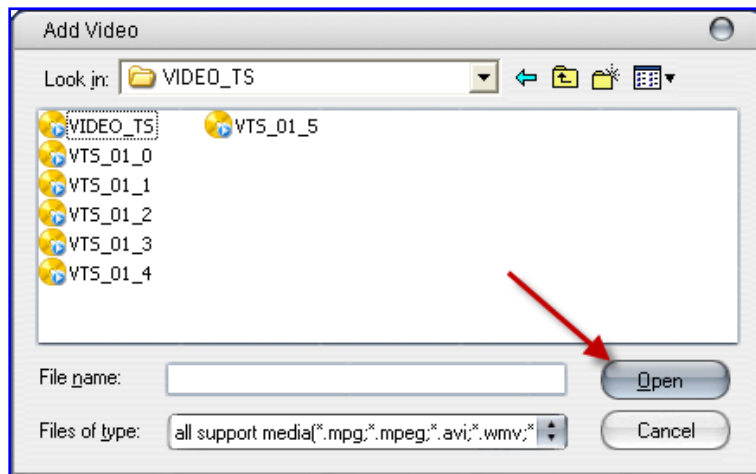 Add Video
Look in: VIDEO_TS
VIDEO_TS VTS_01_5
VTS_01_0
VTS_01_1
VTS_01_2
VTS_01_3
VTS_01_4
File name: Open
Files of type: all support media(*.mpg;*.mpeg;*.avi;*.wmv;* Cancel